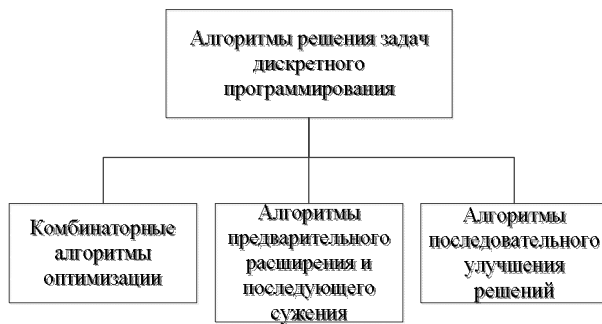 Алгоритмы решения задач
дискретного
программирования
Комбинаторные
алгоритмы
оптимизации
Алгоритмы
предварительного
расширения и
последующего
сужения
Алгоритмы
последовательного
улучшения
решений